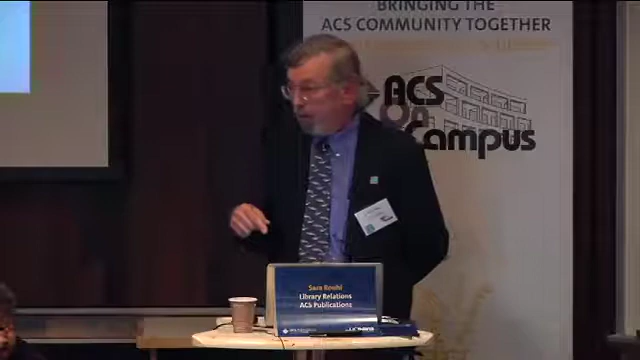 BRINGING THE
ACS COMMUNITY TOGETHER
ACS
On
Campus
Sara Rouhi
Library Relations
ACS Publications